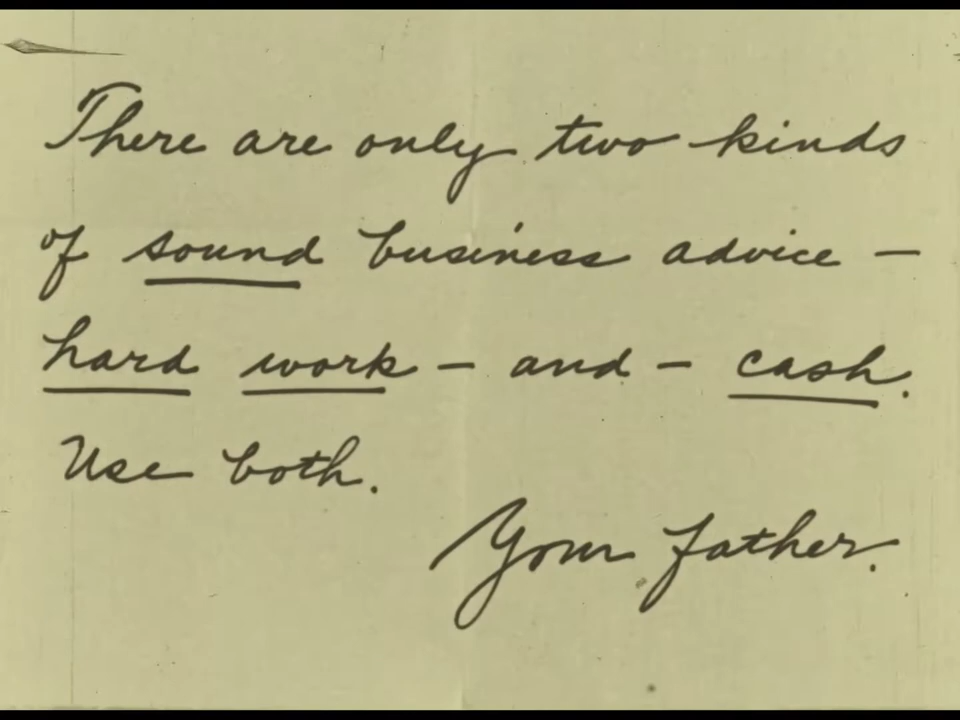 There are only two kinds
of sound business advice —
hard work — and — cash.
Use both.
Your father.